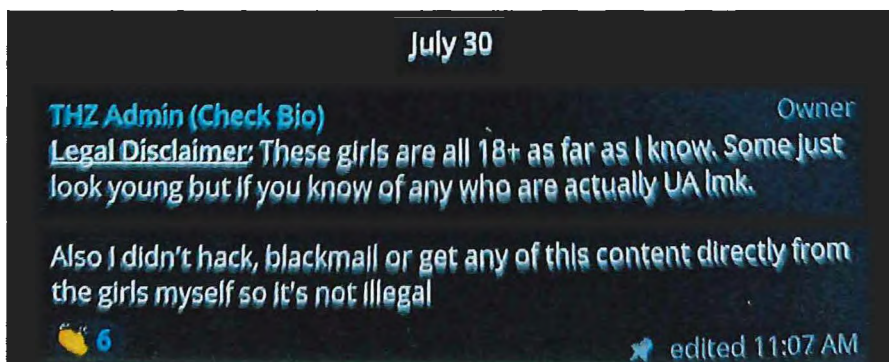 July 30
THZ Admin (Check Bio)
Owner
Legal Disclaimer: These girls are all 18+ as far as I know. Some just
look young but if you know of any who are actually UA lmk.
Also I didn't hack, blackmail or get any of this content directly from
the girls myself so it's not illegal
6
edited 11:07 AM